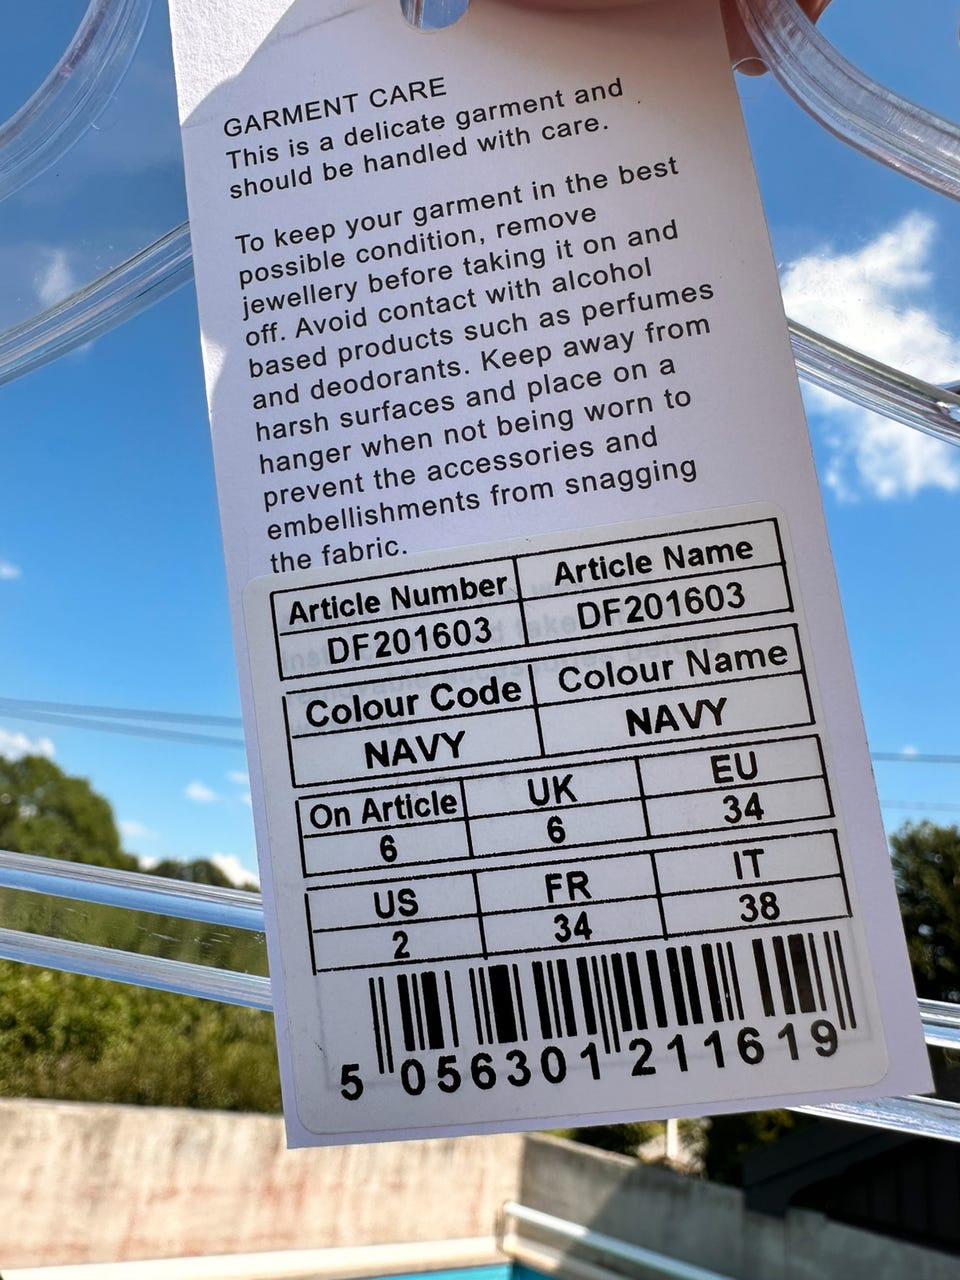 GARMENT CARE
This is a delicate garment and
should be handled with care.
To keep your garment in the best
possible condition, remove
jewellery before taking it on and
off. Avoid contact with alcohol
based products such as perfumes
and deodorants. Keep away from
harsh surfaces and place on a
hanger when not being worn to
prevent the accessories and
embellishments from snagging
the fabric.
Article Number Article Name
DF201603 DF201603
Colour Code Colour Name
NAVY NAVY
On Article UK EU
6 6 34
US FR IT
2 34 38
5 056301 211619